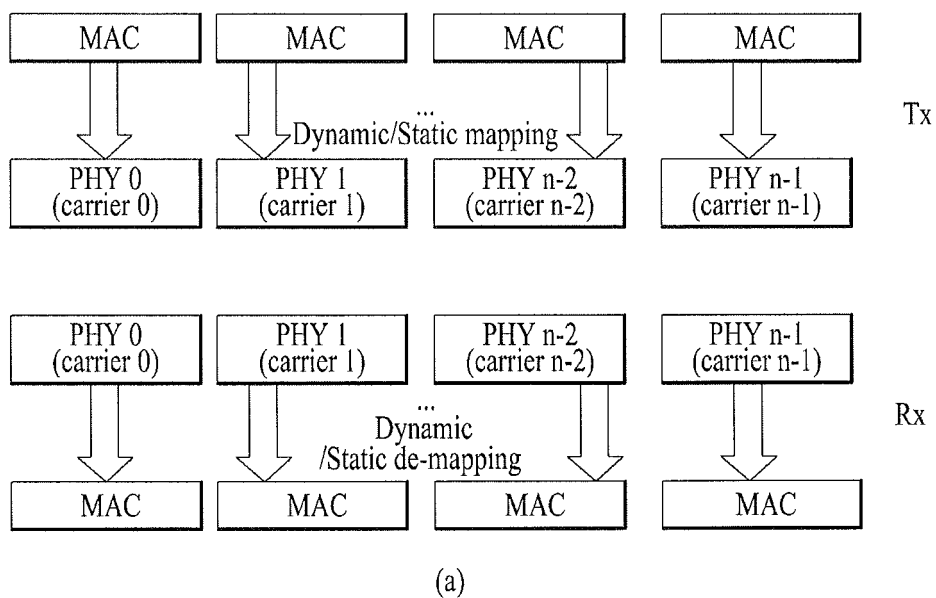 MAC MAC MAC MAC
Tx
...
Dynamic/Static mapping
PHY 0 PHY 1 PHY n-2 PHY n-1
(carrier 0) (carrier 1) (carrier n-2) (carrier n-1)
PHY 0 PHY 1 PHY n-2 PHY n-1
(carrier 0) (carrier 1) (carrier n-2) (carrier n-1)
...
Rx
Dynamic
/Static de-mapping
MAC MAC MAC MAC
(a)